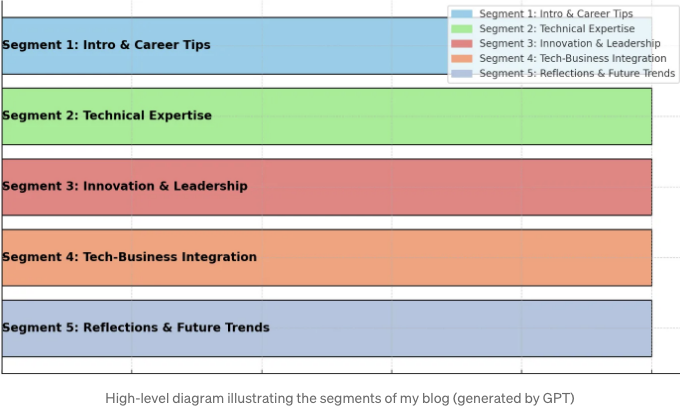 Segment 1: Intro & Career Tips
Segment 2: Technical Expertise
Segment 3: Innovation & Leadership
Segment 4: Tech-Business Integration
Segment 5: Reflections & Future Trends
Segment 1: Intro & Career Tips
Segment 2: Technical Expertise
Segment 3: Innovation & Leadership
Segment 4: Tech-Business Integration
Segment 5: Reflections & Future Trends
High-level diagram illustrating the segments of my blog (generated by GPT)